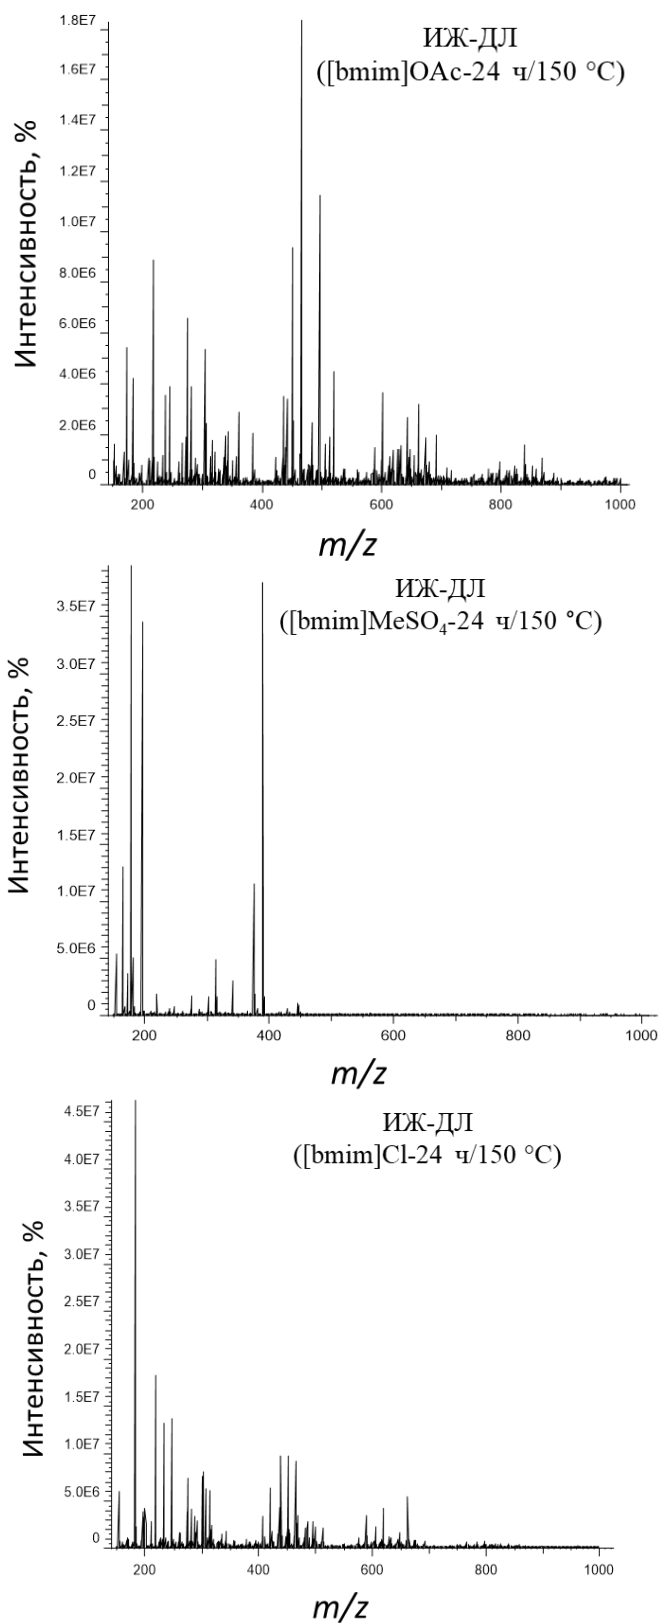 ИЖ-ДЛ
([bmim]OAc-24 ч/150 °C)
Интенсивность, %
1.8E7
1.6E7
1.4E7
1.2E7
1.0E7
8.0E6
6.0E6
4.0E6
2.0E6
0
200 400 600 800 1000
m/z
ИЖ-ДЛ
([bmim]MeSO₄-24 ч/150 °C)
Интенсивность, %
3.5E7
3.0E7
2.5E7
2.0E7
1.5E7
1.0E7
5.0E6
0
200 400 600 800 1000
m/z
ИЖ-ДЛ
([bmim]Cl-24 ч/150 °C)
Интенсивность, %
4.5E7
4.0E7
3.5E7
3.0E7
2.5E7
2.0E7
1.5E7
1.0E7
5.0E6
0
200 400 600 800 1000
m/z